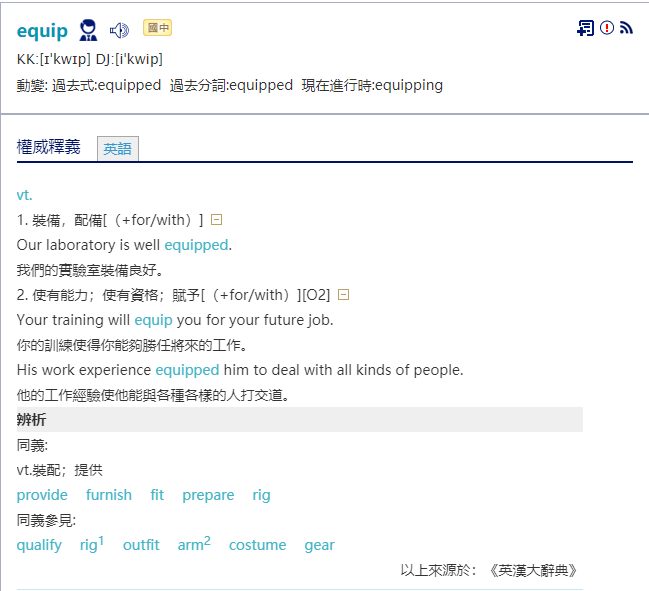 equip 國中
KK:[ɪˈkwɪp] DJ:[iˈkwip]
動變: 過去式:equipped 過去分詞:equipped 現在進行時:equipping
權威釋義 英語
vt.
1. 裝備，配備[（+for/with）]
Our laboratory is well equipped.
我們的實驗室裝備良好。
2. 使有能力；使有資格；賦予[（+for/with）][O2]
Your training will equip you for your future job.
你的訓練使得你能夠勝任將來的工作。
His work experience equipped him to deal with all kinds of people.
他的工作經驗使他能與各種各樣的人打交道。
辨析
同義:
vt.裝配；提供
provide furnish fit prepare rig
同義參見:
qualify rig1 outfit arm2 costume gear
以上來源於：《英漢大辭典》